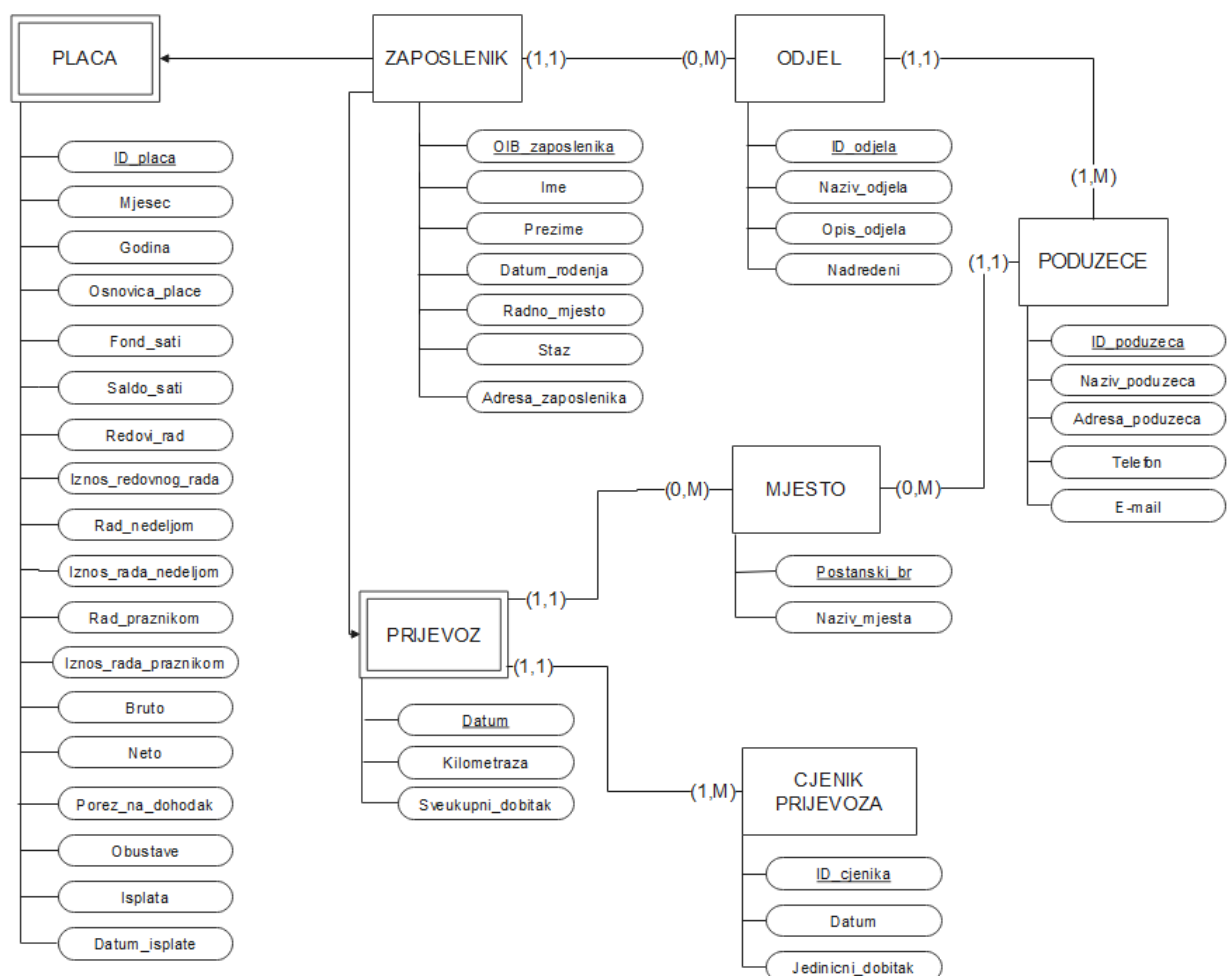 PLACA
ZAPOSLENIK
(1,1)
(0,M)
ODJEL
(1,1)
ID_placa
Mjesec
Godina
Osnovica_place
Fond_sati
Saldo_sati
Redovi_rad
Iznos_redovnog_rada
Rad_nedeljom
Iznos_rada_nedeljom
Rad_praznikom
Iznos_rada_praznikom
Bruto
Neto
Porez_na_dohodak
Obustave
Isplata
Datum_isplate
OIB_zaposlenika
Ime
Prezime
Datum_rodenja
Radno_mjesto
Staz
Adresa_zaposlenika
ID_odjela
Naziv_odjela
Opis_odjela
Nadredeni
(1,M)
(1,1)
PODUZECE
ID_poduzeca
Naziv_poduzeca
Adresa_poduzeca
Telefon
E-mail
(0,M)
MJESTO
(0,M)
Postanski_br
Naziv_mjesta
(1,1)
PRIJEVOZ
(1,1)
Datum
Kilometraza
Sveukupni_dobitak
(1,M)
CJENIK
PRIJEVOZA
ID_cjenika
Datum
Jedinicni_dobitak